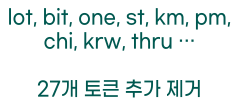 lot, bit, one, st, km, pm,
chi, krw, thru ···
27개 토큰 추가 제거